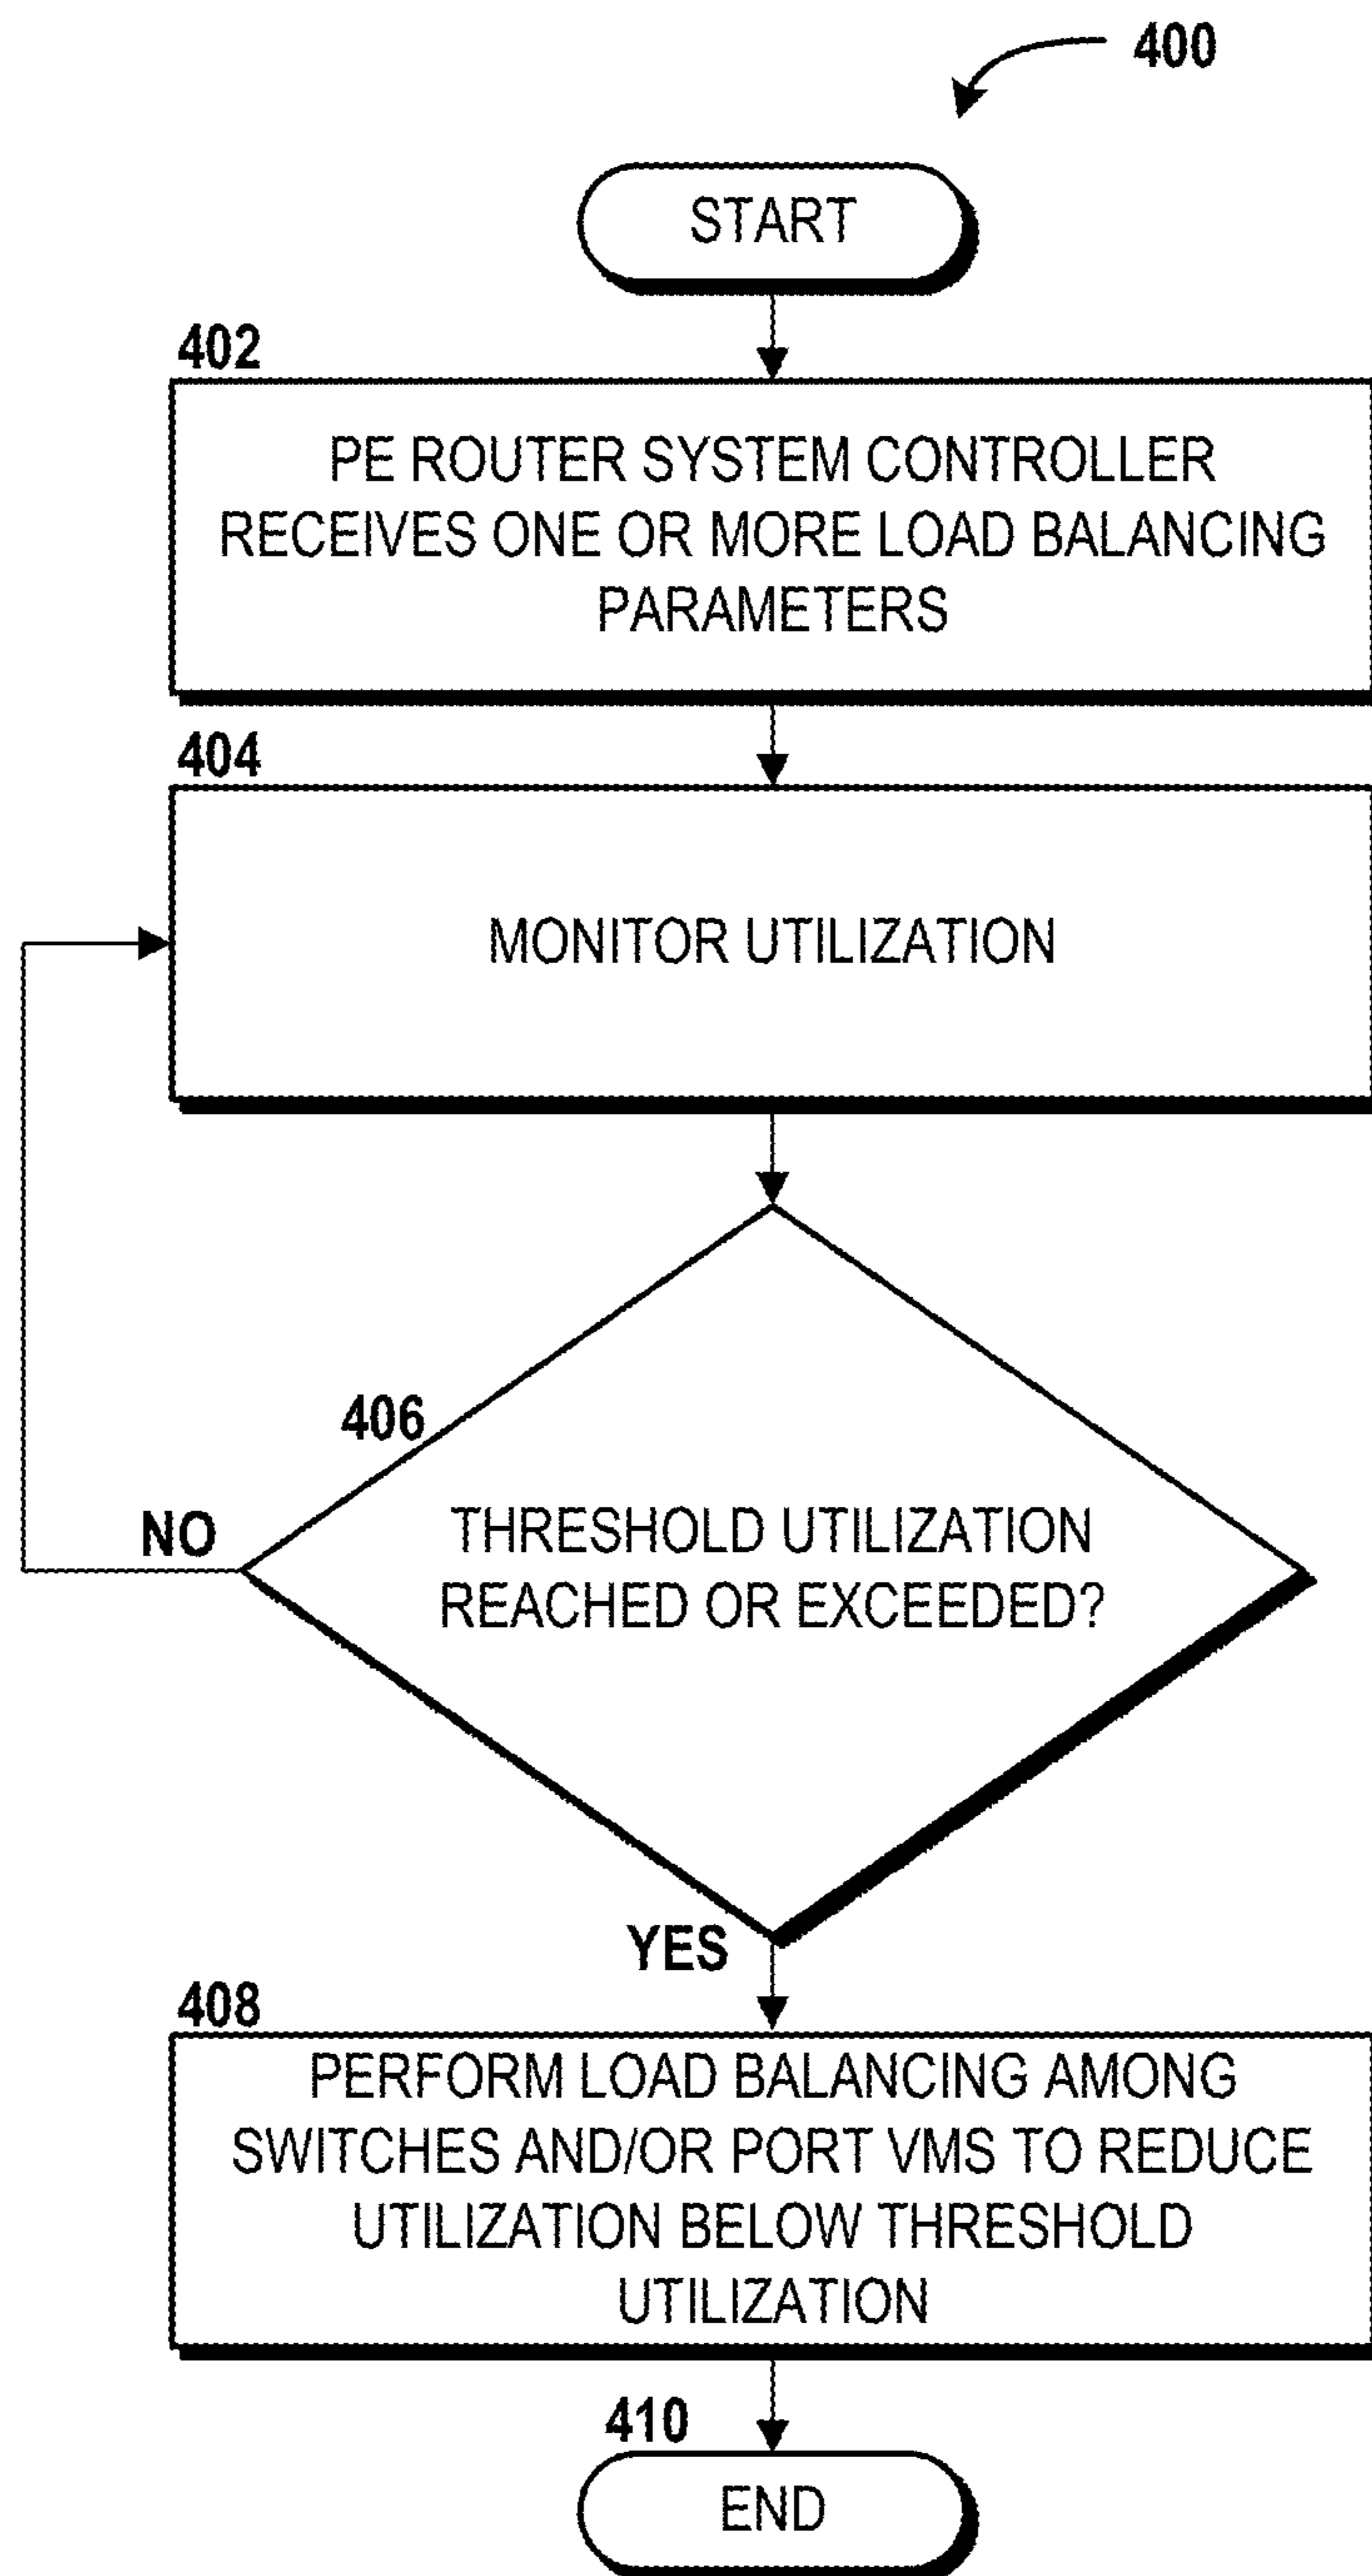 400
START
402
PE ROUTER SYSTEM CONTROLLER
RECEIVES ONE OR MORE LOAD BALANCING
PARAMETERS
404
MONITOR UTILIZATION
406
NO
THRESHOLD UTILIZATION
REACHED OR EXCEEDED?
YES
408
PERFORM LOAD BALANCING AMONG
SWITCHES AND/OR PORT VMS TO REDUCE
UTILIZATION BELOW THRESHOLD
UTILIZATION
410
END